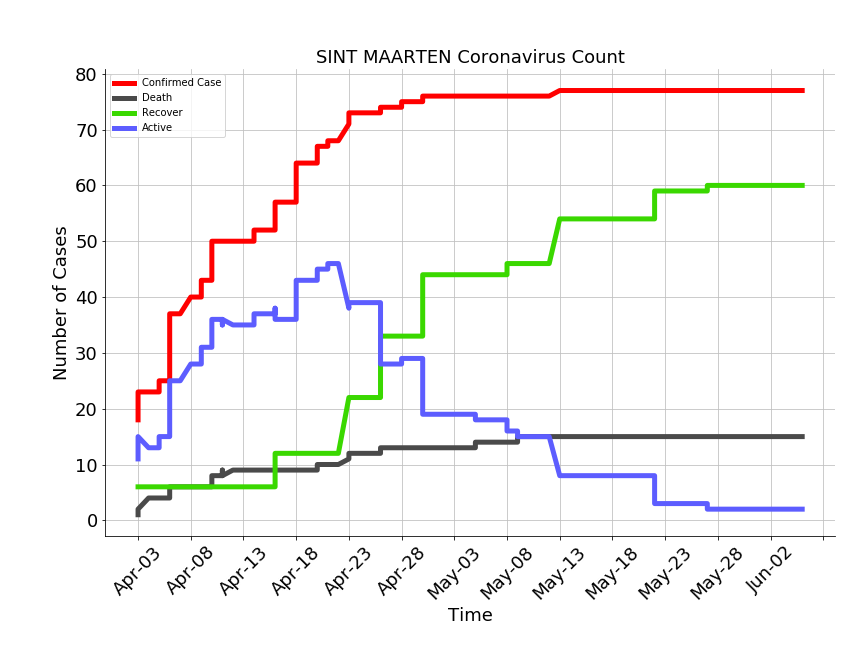 SINT MAARTEN Coronavirus Count
Confirmed Case
Death
Recover
Active
Number of Cases
80
70
60
50
40
30
20
10
0
Apr-03
Apr-08
Apr-13
Apr-18
Apr-23
Apr-28
May-03
May-08
May-13
May-18
May-23
May-28
Jun-02
Time